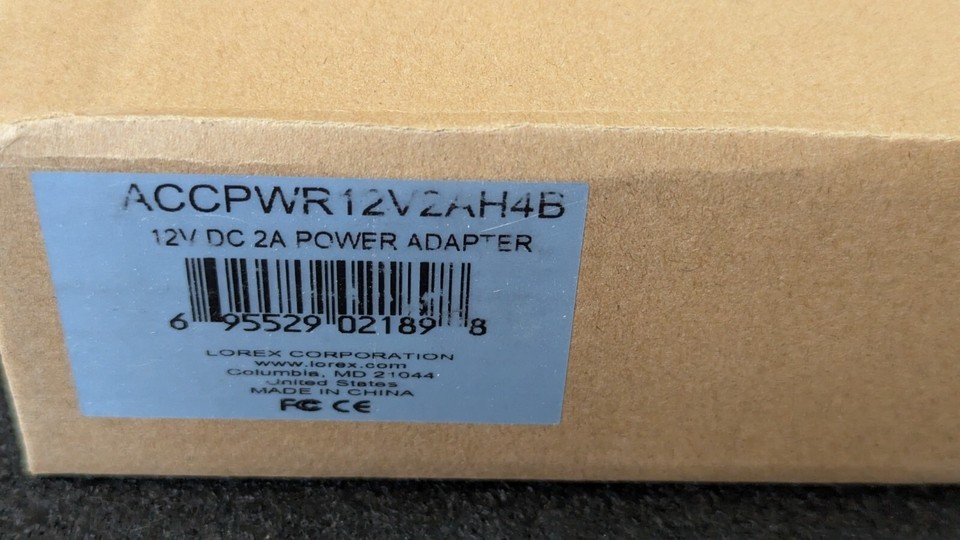 ACCPWR12V2AH4B
12V DC 2A POWER ADAPTER
6 95529 02189 8
LOREX CORPORATION
www.lorex.com
Columbia, MD 21044
United States
MADE IN CHINA
FC CE